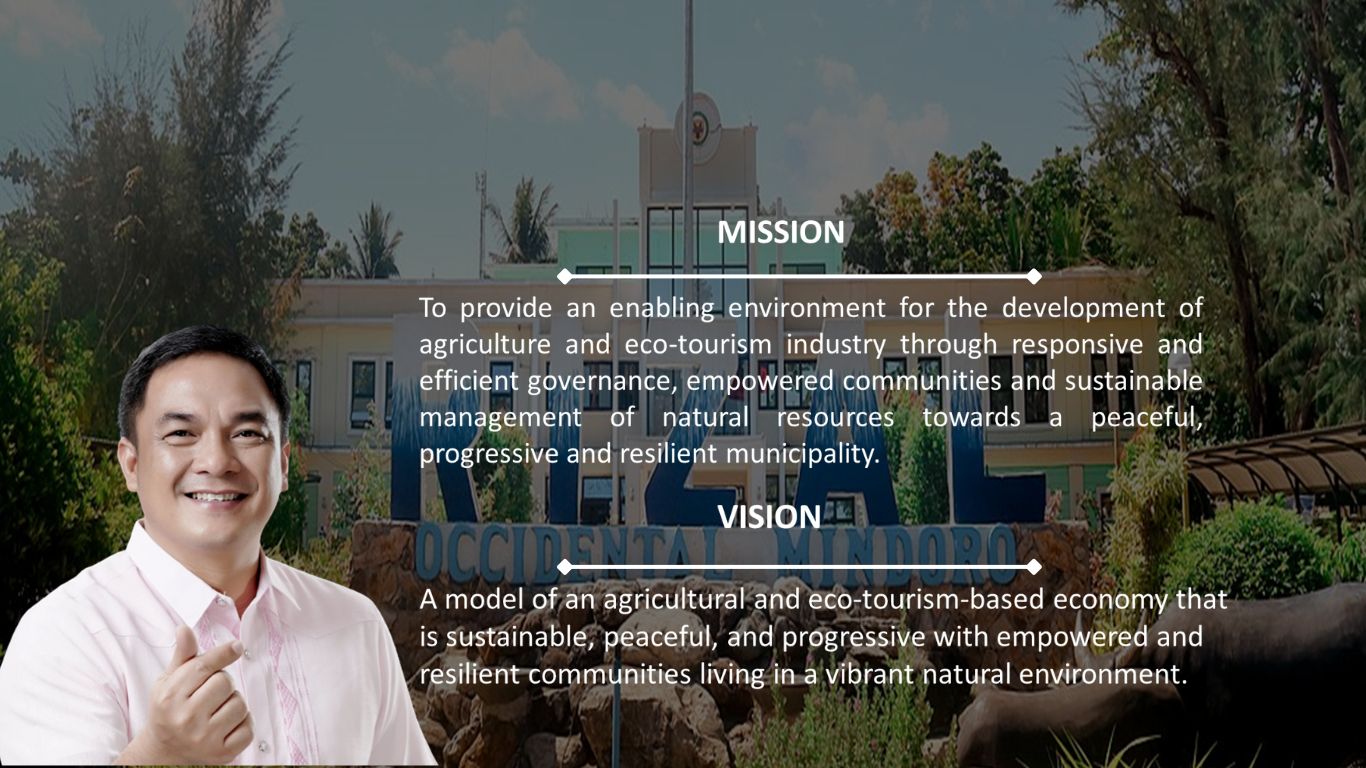 MISSION
To provide an enabling environment for the development of
agriculture and eco-tourism industry through responsive and
efficient governance, empowered communities and sustainable
management of natural resources towards a peaceful,
progressive and resilient municipality.
RIZAL
VISION
OCCIDENTAL MINDORO
A model of an agricultural and eco-tourism-based economy that
is sustainable, peaceful, and progressive with empowered and
resilient communities living in a vibrant natural environment.